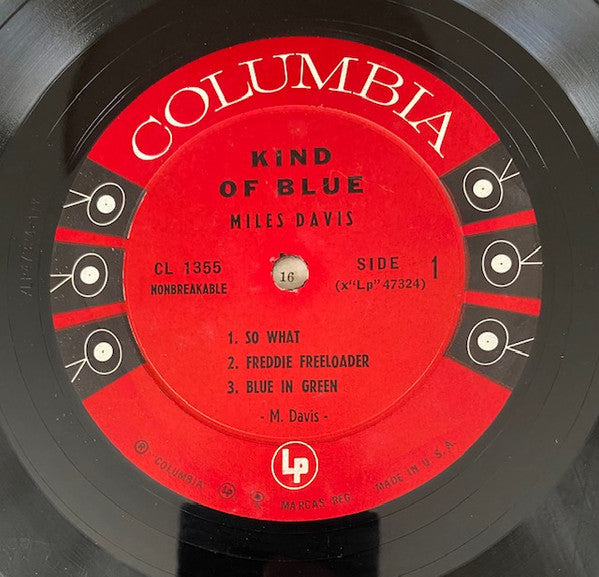 COLUMBIA
KIND
OF BLUE
MILES DAVIS
CL 1355
NONBREAKABLE
16
SIDE 1
(x"Lp" 47324)
1. SO WHAT
2. FREDDIE FREELOADER
3. BLUE IN GREEN
- M. Davis -
Lp
® COLUMBIA
MARCAS REG.
MADE IN U.S.A.